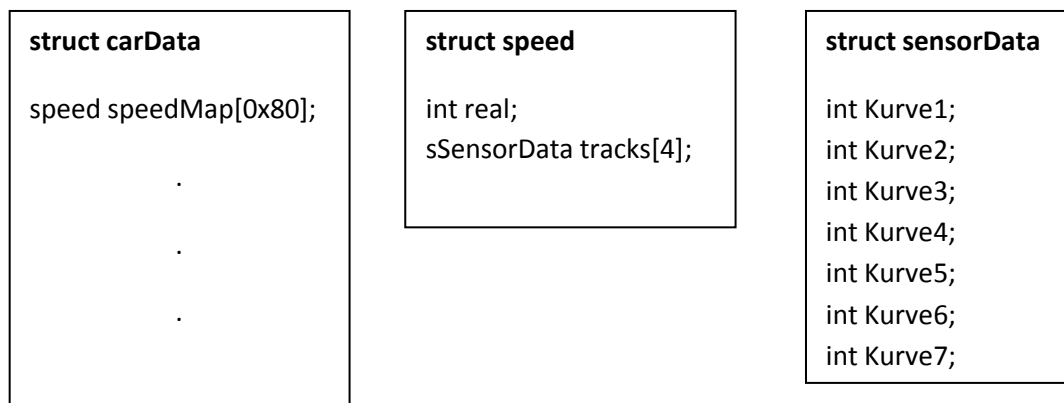 struct carData
speed speedMap[0x80];
.
.
.
struct speed
int real;
sSensorData tracks[4];
struct sensorData
int Kurve1;
int Kurve2;
int Kurve3;
int Kurve4;
int Kurve5;
int Kurve6;
int Kurve7;